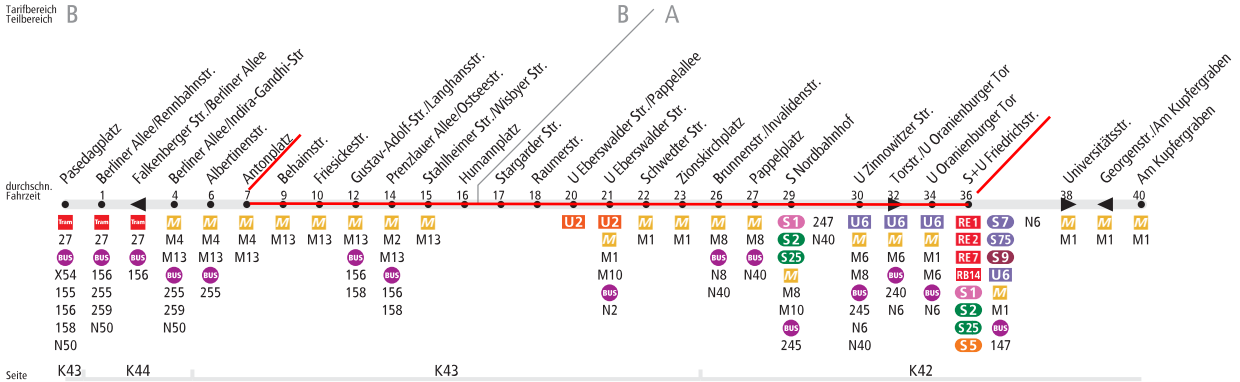 Tarifbereich
Teilbereich
B
B
A
Passedagplatz
Berliner Allee/Rennbahnstr.
Falkenberger Str./Berliner Allee
Berliner Allee/Indira-Gandhi-Str
Albertinenstr.
Antonplatz
Behaimstr.
Friesickestr.
Gustav-Adolf-Str./Langhansstr.
Prenzlauer Allee/Ostseestr.
Stahlheimer Str./Wisbyer Str.
Humannplatz
Stargarder Str.
Raumerstr.
U Eberswalder Str./Pappelallee
U Eberswalder Str.
Schwedter Str.
Zionskirchplatz
Brunnenstr./Invalidenstr.
Pappelplatz
S Nordbahnhof
U Zinnowitzer Str.
Torstr./U Oranienburger Tor
U Oranienburger Tor
S+U Friedrichstr.
Universitätsstr.
Georgenstr./Am Kupfergraben
Am Kupfergraben
durchschn.
Fahrzeit
1 4 6 7 9 10 12 14 15 16 17 18 20 21 22 23 26 27 29 30 32 34 36 38 40
Tram Tram Tram M M M M M M M M U2 U2 M M M M S1 247 U6 U6 U6 RE1 S7 N6 M M M
27 27 27 M4 M4 M4 M13 M13 M13 M2 M13 M M1 M1 M8 M8 S2 N40 M M M RE2 S75 M1 M1 M1
BUS BUS BUS M13 M13 M13 BUS M13 M1 BUS BUS S25 M6 M6 M1 RE7 S9
X54 156 156 BUS BUS 156 BUS M10 N8 N40 M M8 BUS M6 RB14 U6
155 255 255 255 158 156 BUS N40 M8 BUS 240 BUS S1 M
156 259 259 158 N2 M10 245 N6 N6 S2 M1
158 N50 N50 BUS N6 S25 BUS
N50 245 N40 S5 147
Seite
K43 K44 K43 K42